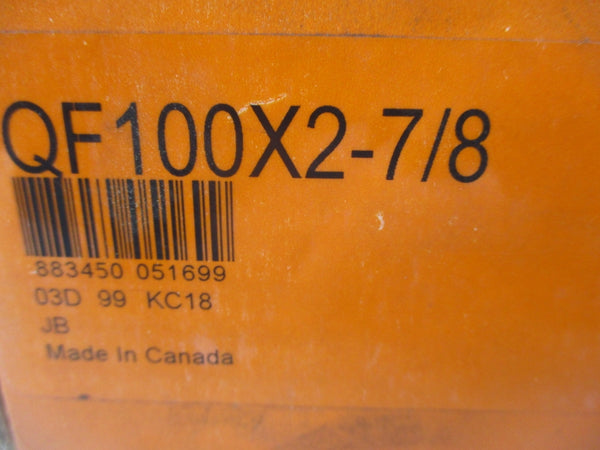 QF100X2-7/8
883450 051699
03D 99 KC18
JB
Made In Canada